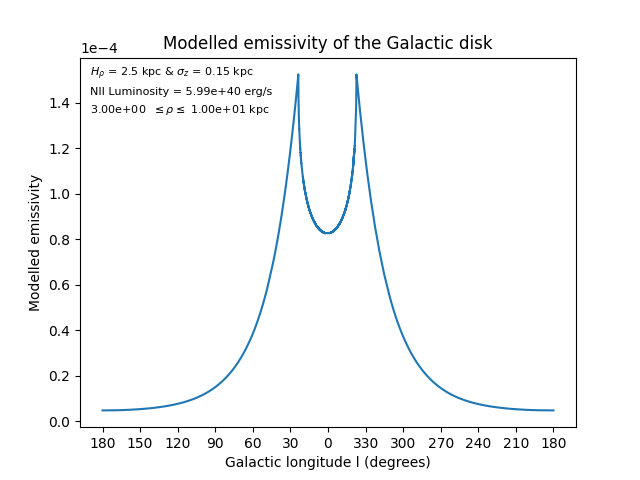 Modelled emissivity of the Galactic disk
1e−4
H_ρ = 2.5 kpc & σ_z = 0.15 kpc
NII Luminosity = 5.99e+40 erg/s
3.00e+00 ≤ ρ ≤ 1.00e+01 kpc
Modelled emissivity
1.4
1.2
1.0
0.8
0.6
0.4
0.2
0.0
180 150 120 90 60 30 0 330 300 270 240 210 180
Galactic longitude l (degrees)